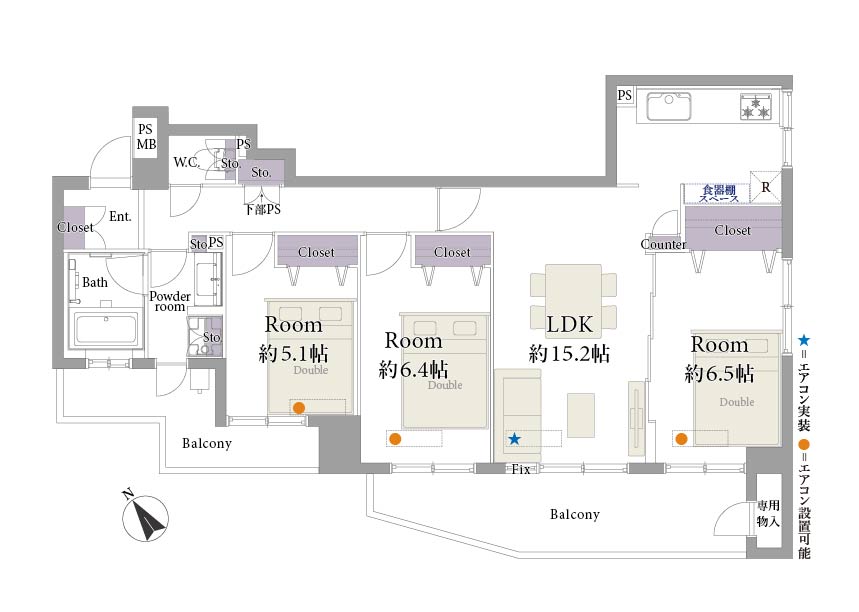 PS
PS
MB
W.C.
PS
Sto.
Sto.
下部PS
食器棚
スペース
R
Closet
Ent.
Closet
Sto.
PS
Closet
Closet
Counter
Bath
Powder
room
Sto
Room
約5.1帖
Double
Room
約6.4帖
Double
LDK
約15.2帖
Room
約6.5帖
Double
★=エアコン実装
●=エアコン設置可能
Balcony
Fix
Balcony
専用
物入
N